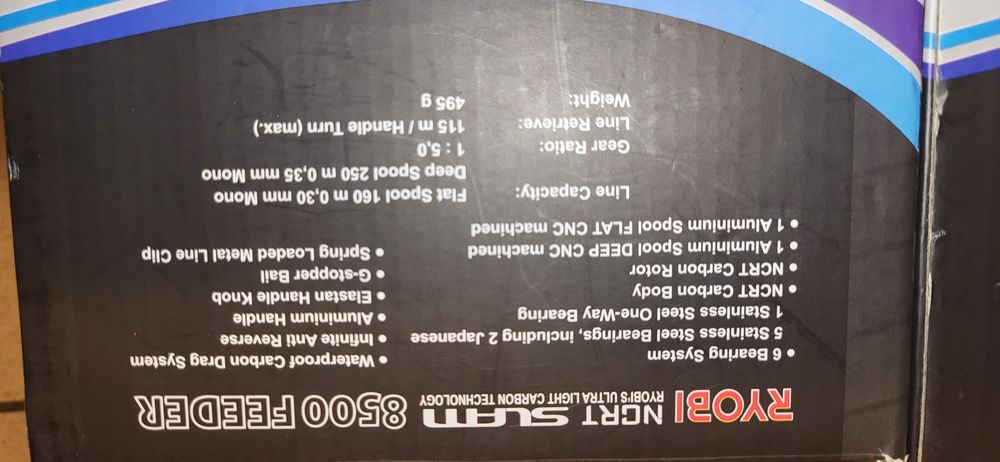 RYOBI NCRT SLAM 8500 FEEDER
RYOBI'S ULTRA LIGHT CARBON TECHNOLOGY
• 6 Bearing System
5 Stainless Steel Bearings, including 2 Japanese
1 Stainless Steel One-Way Bearing
• NCRT Carbon Body
• NCRT Carbon Rotor
• 1 Aluminium Spool DEEP CNC machined
• 1 Aluminium Spool FLAT CNC machined
• Waterproof Carbon Drag System
• Infinite Anti Reverse
• Aluminium Handle
• Elastan Handle Knob
• G-stopper Bail
• Spring Loaded Metal Line Clip
Line Capacity: Flat Spool 160 m 0,30 mm Mono
Deep Spool 250 m 0,35 mm Mono
Gear Ratio: 1 : 5,0
Line Retrieve: 115 m / Handle Turn (max.)
Weight: 495 g